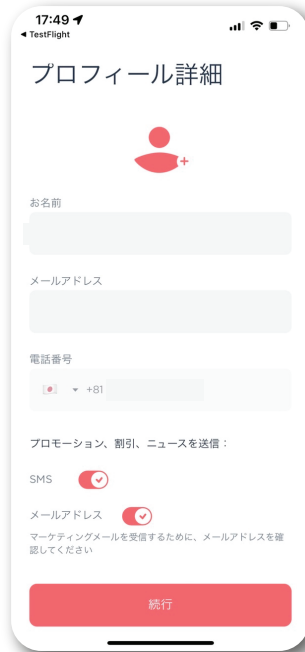 17:49
◀ TestFlight
プロフィール詳細
お名前
メールアドレス
電話番号
+81
プロモーション、割引、ニュースを送信：
SMS
メールアドレス
マーケティングメールを受信するために、メールアドレスを確
認してください
続行